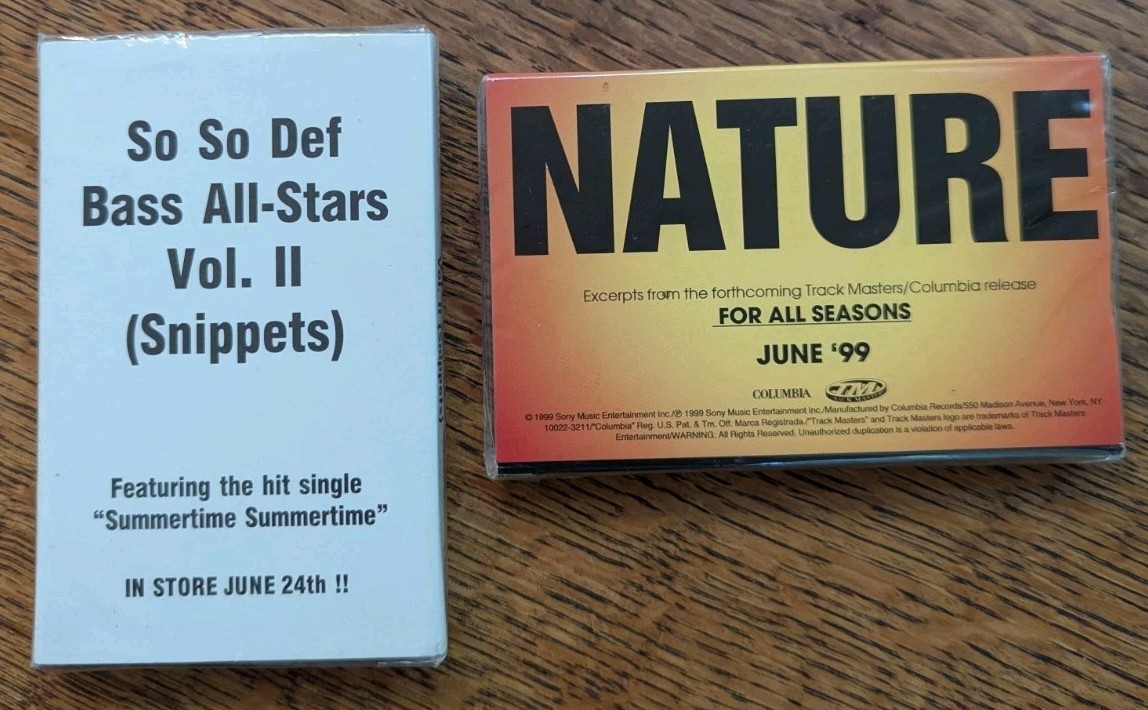 So So Def
Bass All-Stars
Vol. II
(Snippets)
Featuring the hit single
“Summertime Summertime”
IN STORE JUNE 24th !!
NATURE
Excerpts from the forthcoming Track Masters/Columbia release
FOR ALL SEASONS
JUNE ‘99
COLUMBIA
TM
TRACK MASTERS
© 1999 Sony Music Entertainment Inc./℗ 1999 Sony Music Entertainment Inc./Manufactured by Columbia Records/550 Madison Avenue, New York, NY
10022-3211/"Columbia" Reg. U.S. Pat. & Tm. Off. Marca Registrada./"Track Masters" and Track Masters logo are trademarks of Track Masters
Entertainment/WARNING: All Rights Reserved. Unauthorized duplication is a violation of applicable laws.